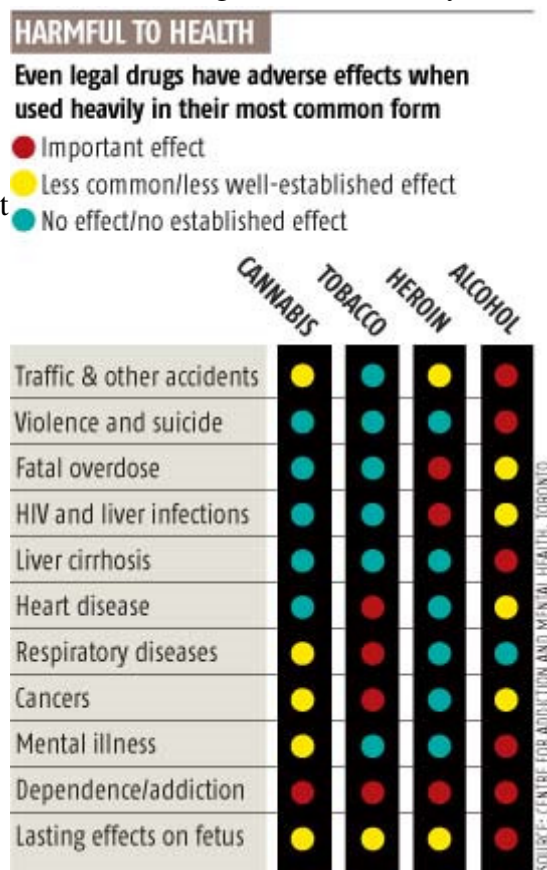 HARMFUL TO HEALTH
Even legal drugs have adverse effects when
used heavily in their most common form
Important effect
Less common/less well-established effect
t
No effect/no established effect
CANNABIS TOBACCO HEROIN ALCOHOL
Traffic & other accidents
Violence and suicide
Fatal overdose
HIV and liver infections
Liver cirrhosis
Heart disease
Respiratory diseases
Cancers
Mental illness
Dependence/addiction
Lasting effects on fetus
SOURCE: CENTRE FOR ADDICTION AND MENTAL HEALTH, TORONTO